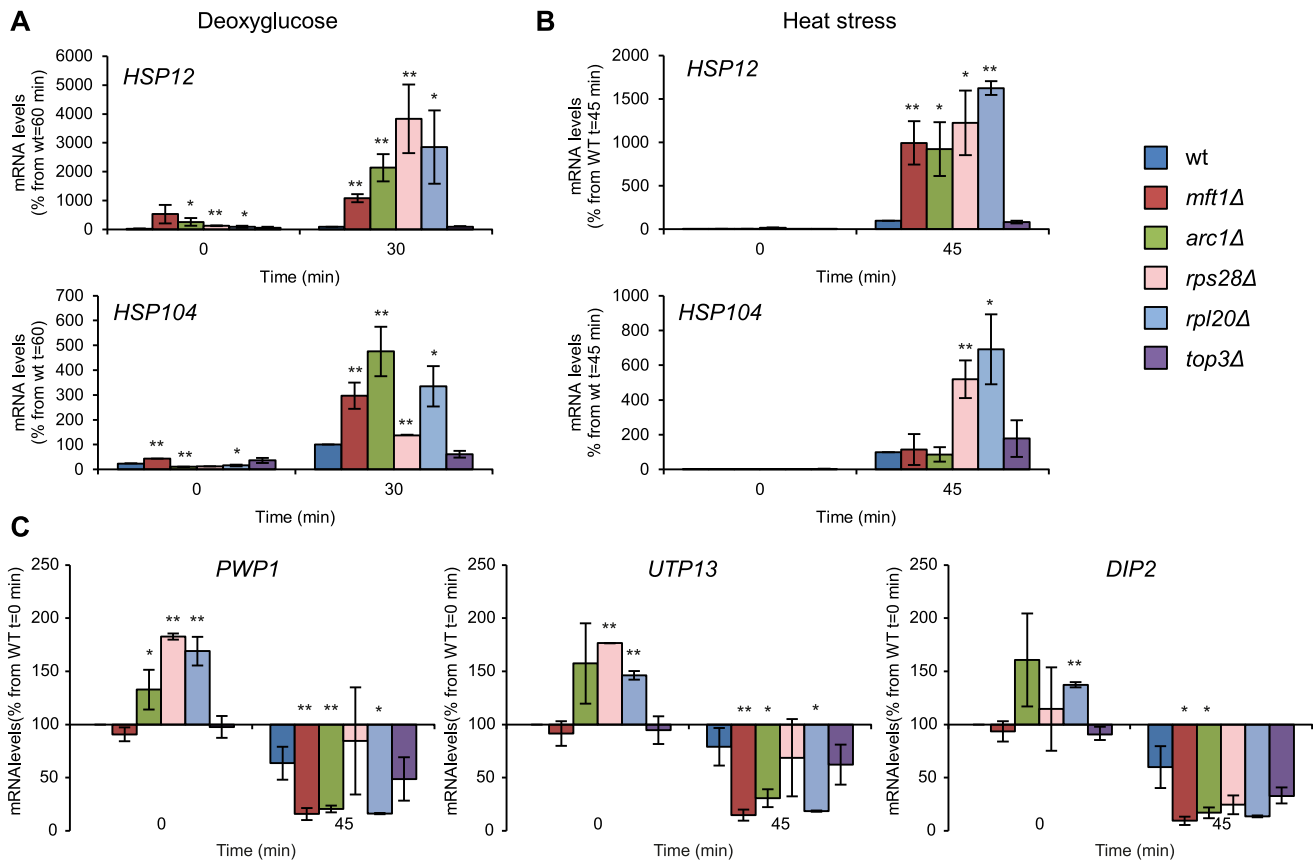 A
Deoxyglucose
mRNA levels
(% from wt=60 min)
6000
5000
4000
3000
2000
1000
0
HSP12
*
**
*
**
**
**
*
0
30
Time (min)
mRNA levels
(% from wt t=60)
700
600
500
400
300
200
100
0
HSP104
**
**
*
**
**
**
*
0
30
Time (min)
B
Heat stress
mRNA levels
(% from WT t=45 min)
2000
1500
1000
500
0
HSP12
**
*
*
**
0
45
Time (min)
mRNA levels
% from wt t=45 min)
1000
800
600
400
200
0
HSP104
**
*
0
45
Time (min)
wt
mft1Δ
arc1Δ
rps28Δ
rpl20Δ
top3Δ
C
mRNAlevels(% from WT t=0 min)
250
200
150
100
50
0
PWP1
*
**
**
**
**
*
0
45
Time (min)
mRNAlevels(% from WT t=0 min)
250
200
150
100
50
0
UTP13
**
**
**
*
*
0
45
Time (min)
mRNAlevels(% from WT t=0 min)
250
200
150
100
50
0
DIP2
**
*
*
0
45
Time (min)